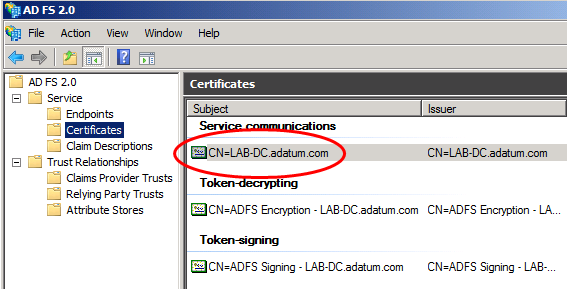 AD FS 2.0
File Action View Window Help
AD FS 2.0
Service
Endpoints
Certificates
Claim Descriptions
Trust Relationships
Claims Provider Trusts
Relying Party Trusts
Attribute Stores
Certificates
Subject Issuer
Service communications
CN=LAB-DC.adatum.com CN=LAB-DC.adatum.com
Token-decrypting
CN=ADFS Encryption - LAB-DC.adatum.com CN=ADFS Encryption - LA...
Token-signing
CN=ADFS Signing - LAB-DC.adatum.com CN=ADFS Signing - LAB-D...